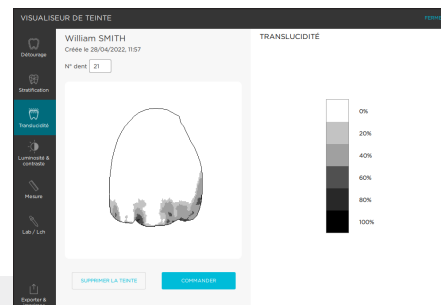 VISUALISEUR DE TEINTE
FERME
William SMITH
Créée le 28/04/2022, 11:57
N° dent 21
TRANSLUCIDITÉ
Détourage
Stratification
Translucidité
Luminosité &
contraste
Mesure
Lab / Lch
Exporter &
0%
20%
40%
60%
80%
100%
SUPPRIMER LA TEINTE
COMMANDER